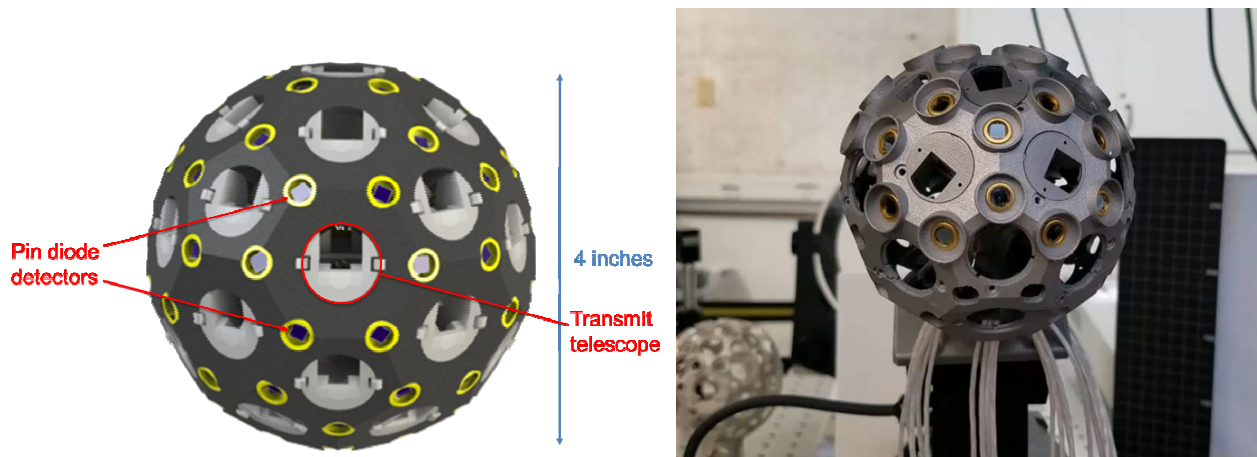 Pin diode
detectors
4 inches
Transmit
telescope